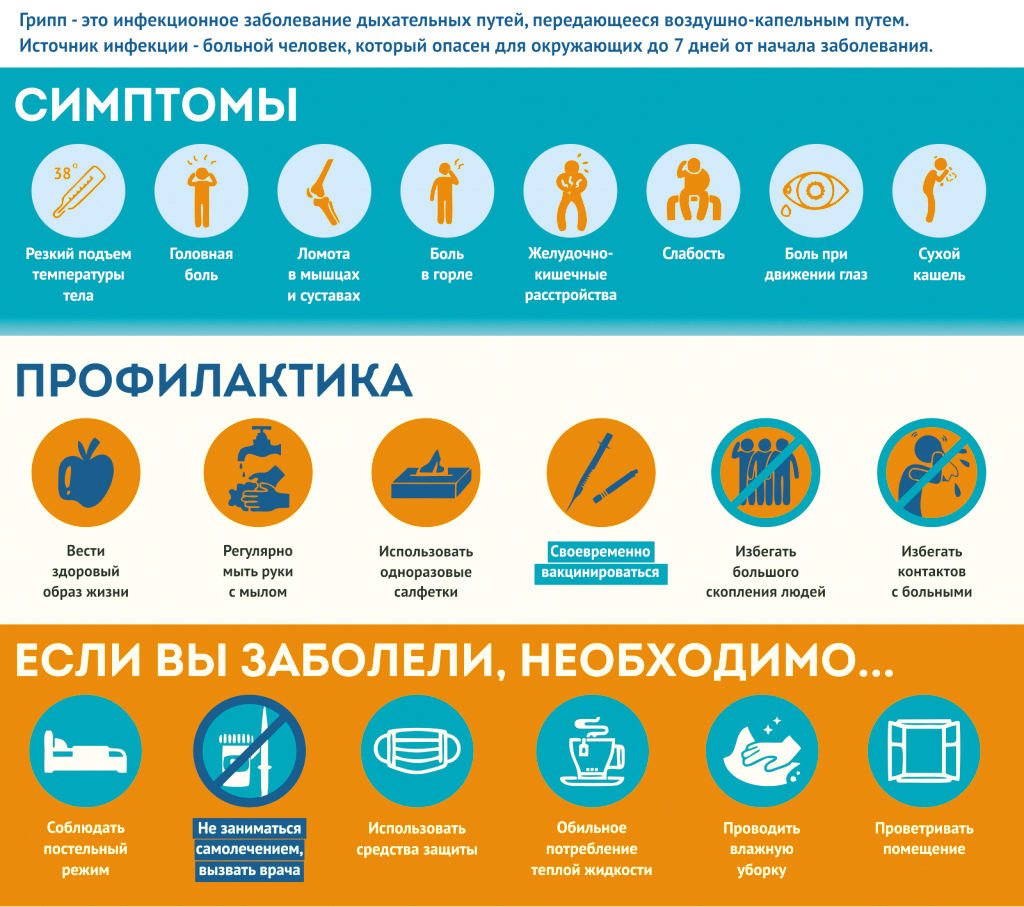 Грипп - это инфекционное заболевание дыхательных путей, передающееся воздушно-капельным путем.
Источник инфекции - больной человек, который опасен для окружающих до 7 дней от начала заболевания.
СИМПТОМЫ
38°
Резкий подъем
температуры
тела
Головная
боль
Ломота
в мышцах
и суставах
Боль
в горле
Желудочно-
кишечные
расстройства
Слабость
Боль при
движении глаз
Сухой
кашель
ПРОФИЛАКТИКА
Вести
здоровый
образ жизни
Регулярно
мыть руки
с мылом
Использовать
одноразовые
салфетки
Своевременно
вакцинироваться
Избегать
большого
скопления людей
Избегать
контактов
с больными
ЕСЛИ ВЫ ЗАБОЛЕЛИ, НЕОБХОДИМО...
Соблюдать
постельный
режим
Не заниматься
самолечением,
вызвать врача
Использовать
средства защиты
Обильное
потребление
теплой жидкости
Проводить
влажную
уборку
Проветривать
помещение